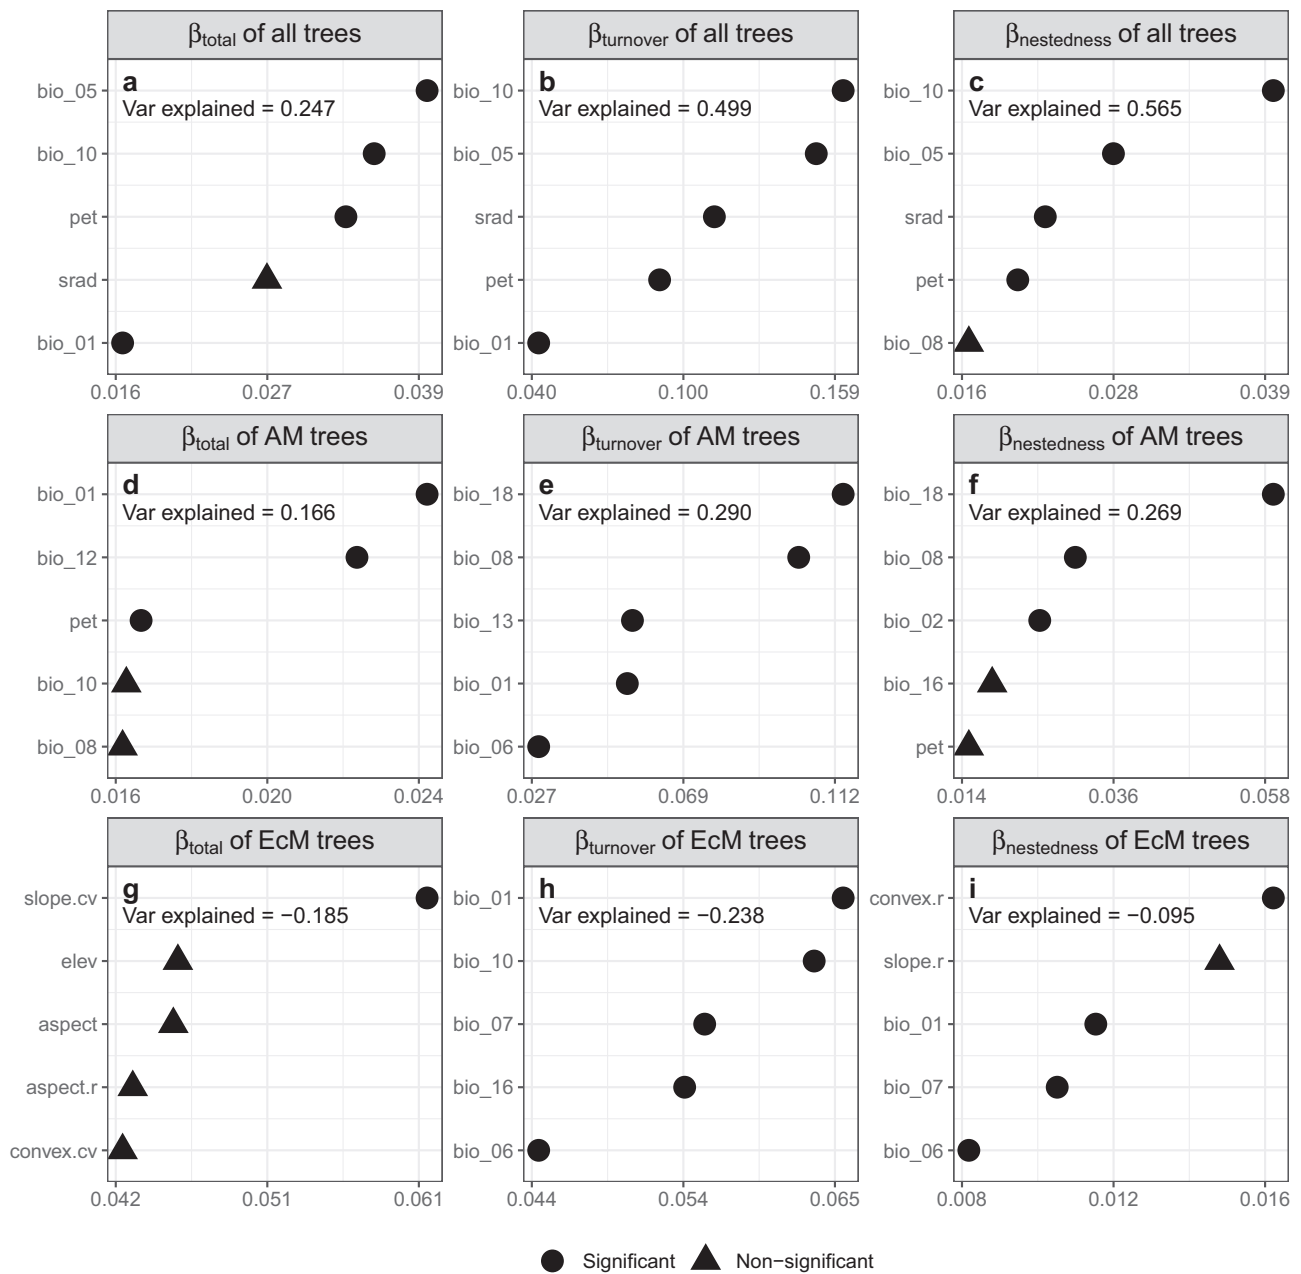 βtotal of all trees
a
Var explained = 0.247
bio_05
bio_10
pet
srad
bio_01
0.016 0.027 0.039
βturnover of all trees
b
Var explained = 0.499
bio_10
bio_05
srad
pet
bio_01
0.040 0.100 0.159
βnestedness of all trees
c
Var explained = 0.565
bio_10
bio_05
srad
pet
bio_08
0.016 0.028 0.039
βtotal of AM trees
d
Var explained = 0.166
bio_01
bio_12
pet
bio_10
bio_08
0.016 0.020 0.024
βturnover of AM trees
e
Var explained = 0.290
bio_18
bio_08
bio_13
bio_01
bio_06
0.027 0.069 0.112
βnestedness of AM trees
f
Var explained = 0.269
bio_18
bio_08
bio_02
bio_16
pet
0.014 0.036 0.058
βtotal of EcM trees
g
Var explained = −0.185
slope.cv
elev
aspect
aspect.r
convex.cv
0.042 0.051 0.061
βturnover of EcM trees
h
Var explained = −0.238
bio_01
bio_10
bio_07
bio_16
bio_06
0.044 0.054 0.065
βnestedness of EcM trees
i
Var explained = −0.095
convex.r
slope.r
bio_01
bio_07
bio_06
0.008 0.012 0.016
Significant Non−significant